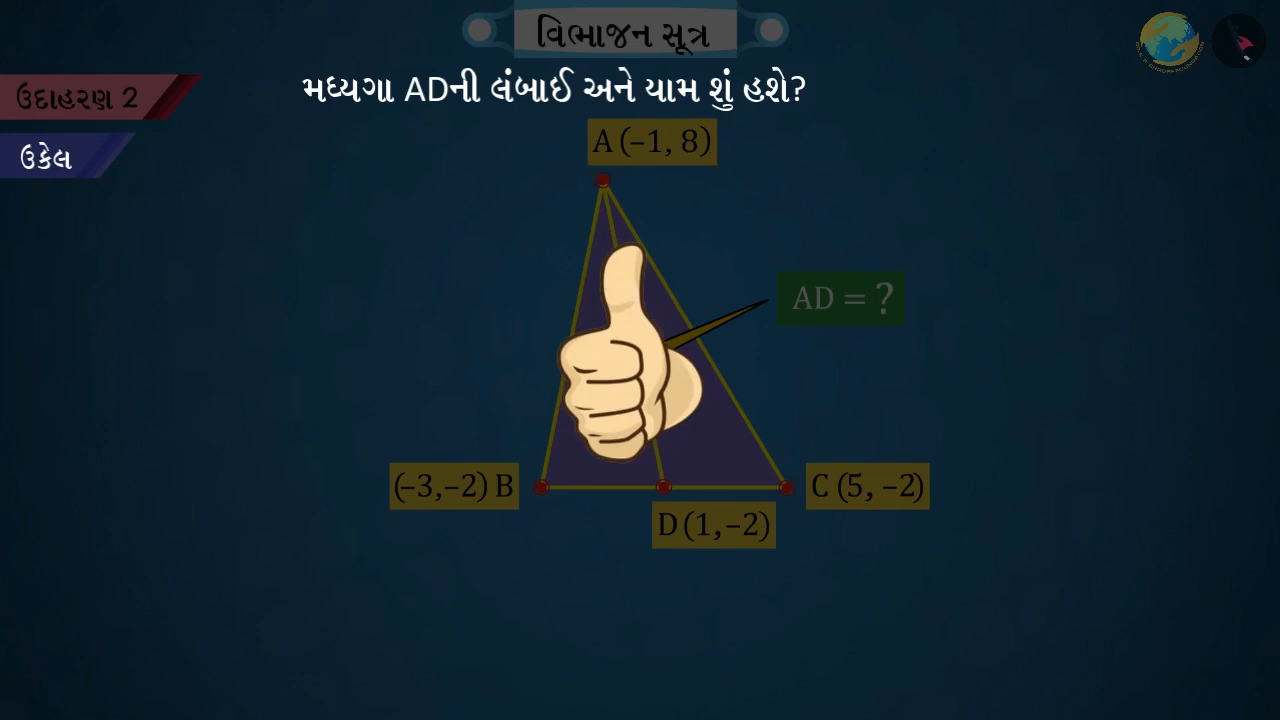 વિભાજન સૂત્ર
ઉદાહરણ 2
મધ્યગા ADની લંબાઈ અને યામ શું હશે?
ઉકેલ
A (–1, 8)
AD = ?
(–3,–2) B
C (5, –2)
D (1,–2)